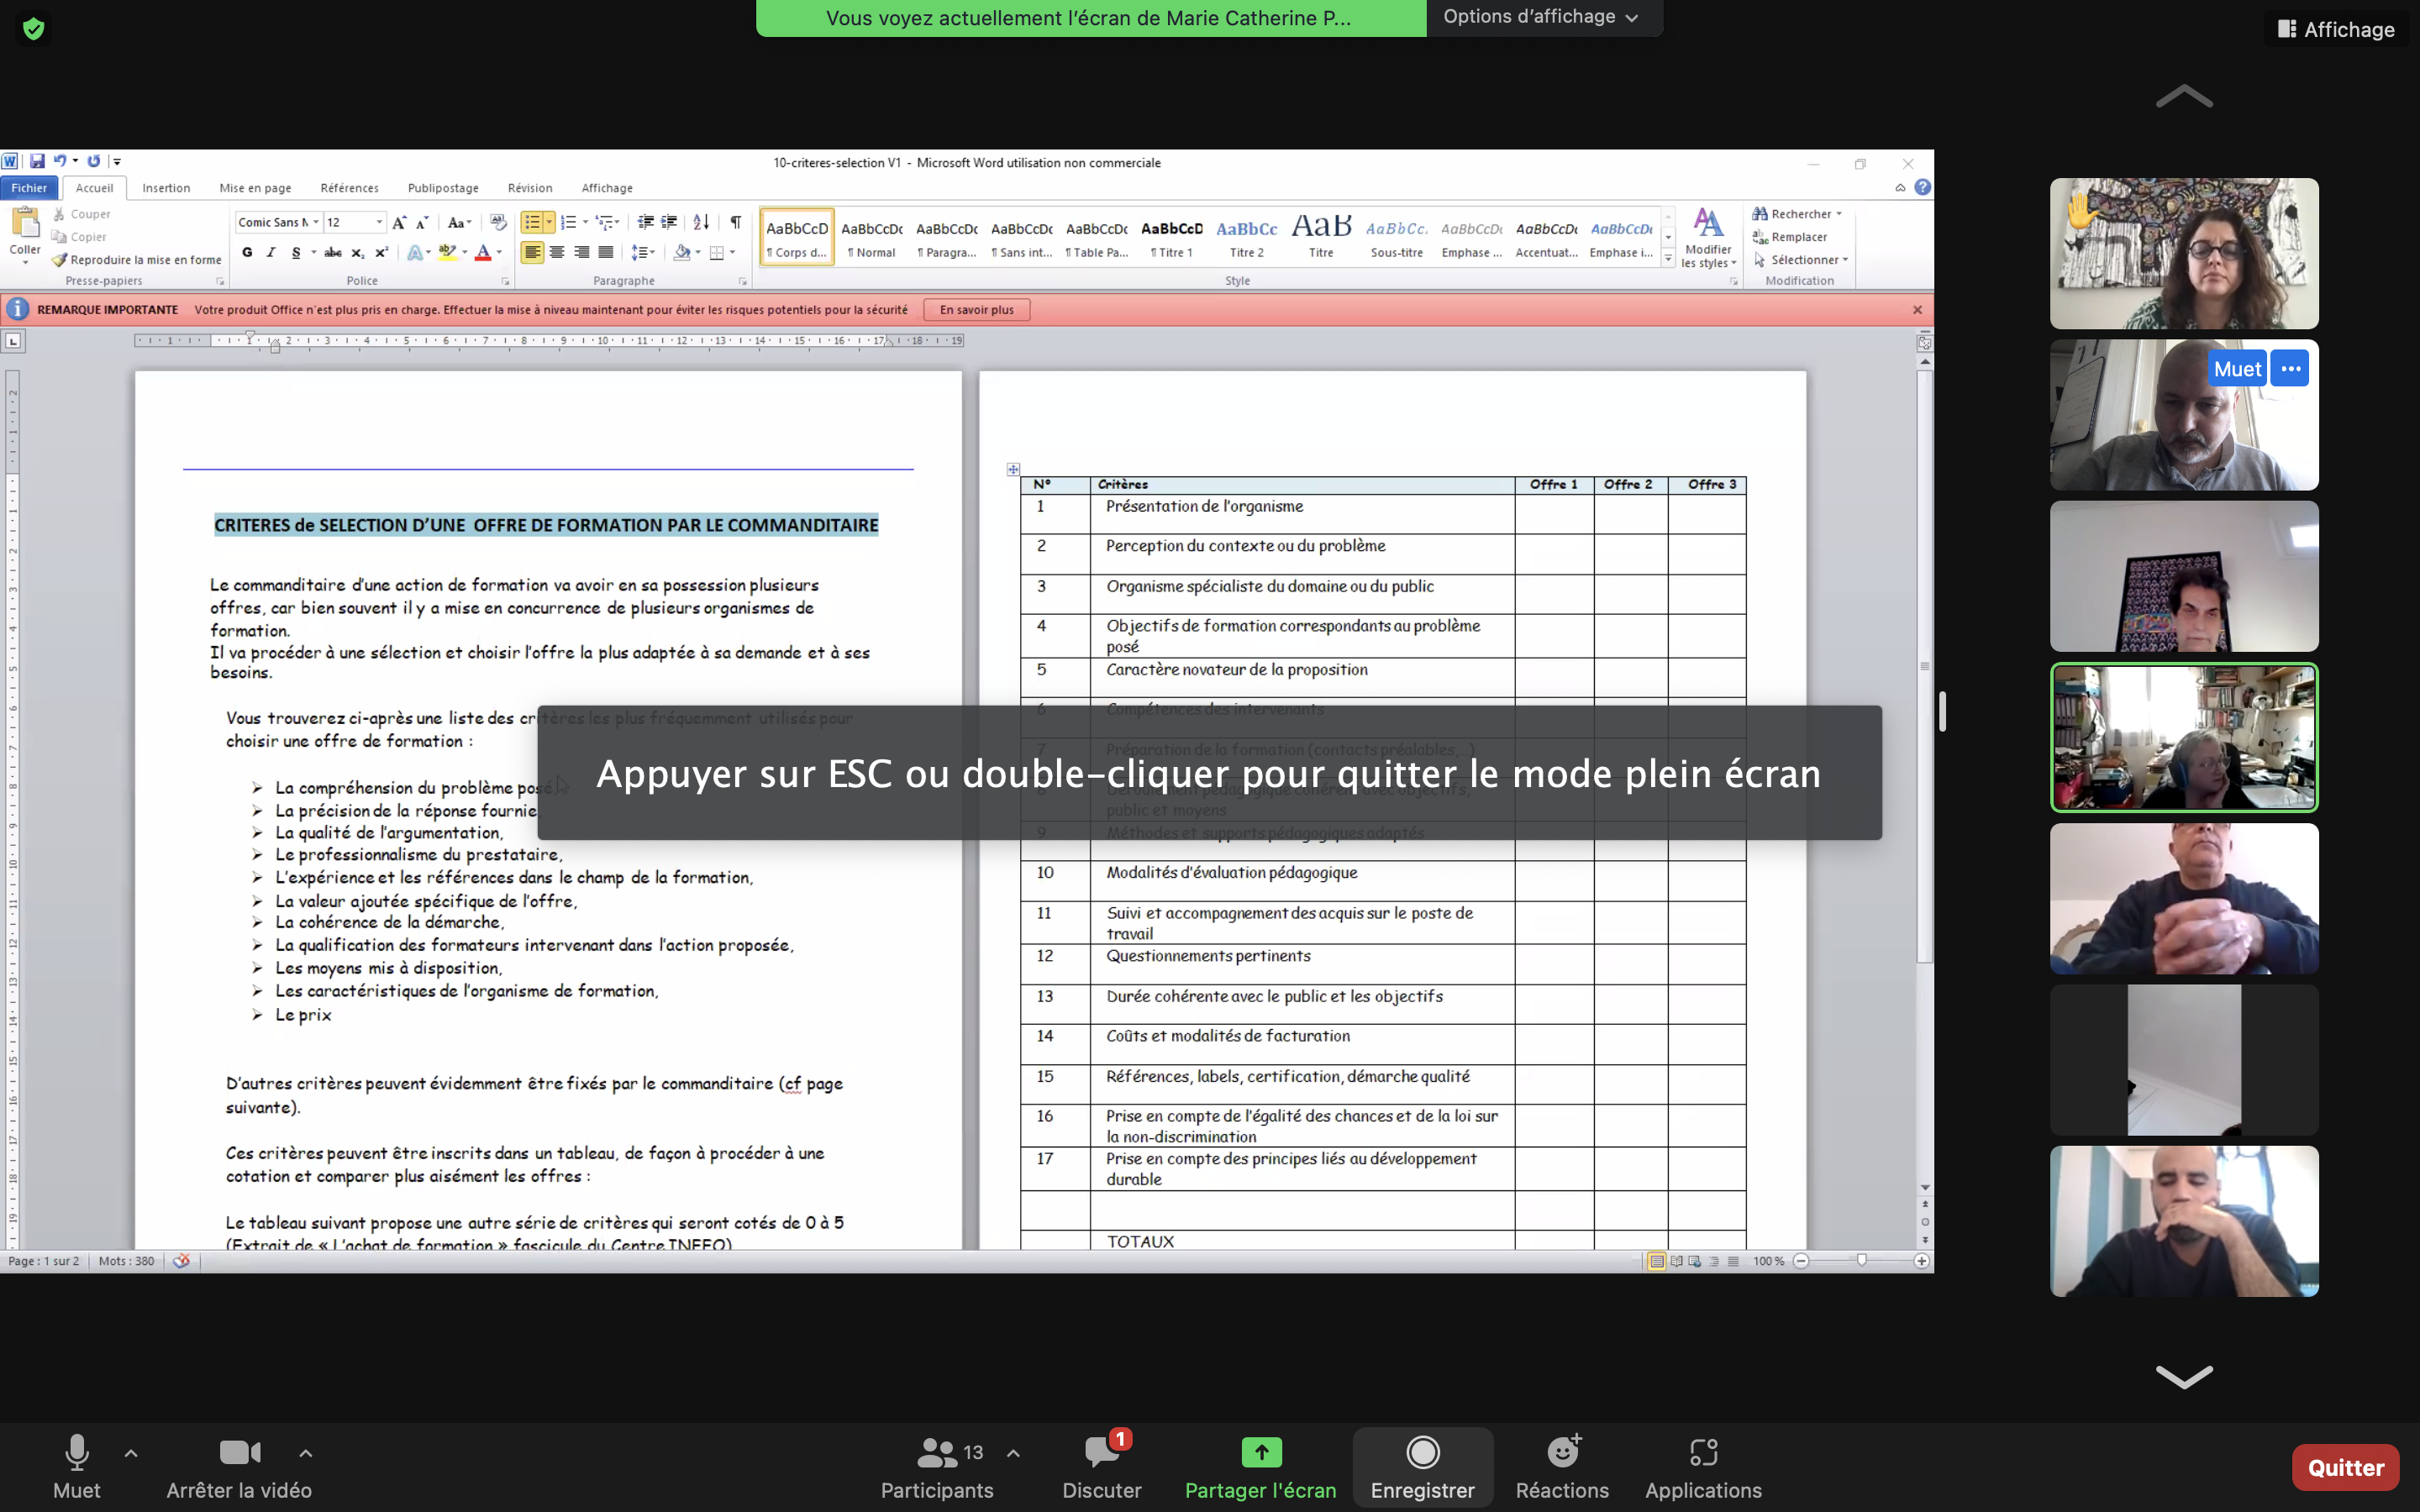 Vous voyez actuellement l'écran de Marie Catherine P...
Options d'affichage
Affichage
10-criteres-selection V1 - Microsoft Word utilisation non commerciale
Fichier Accueil Insertion Mise en page Références Publipostage Révision Affichage
Coller
Couper
Copier
Reproduire la mise en forme
Presse-papiers
Comic Sans M 12
Police
Paragraphe
AaBbCcD AaBbCcDc AaBbCcDc AaBbCcDc AaBbCcDc AaBbCcD AaBbCc AaB AaBbCc. AaBbCcDc AaBbCcDc AaBbCcDc
¶ Corps d... ¶ Normal ¶ Paragra... ¶ Sans int... ¶ Table Pa... ¶ Titre 1 Titre 2 Titre Sous-titre Emphase ... Accentuat... Emphase i...
Style
Modifier
les styles
Rechercher
Remplacer
Sélectionner
Modification
REMARQUE IMPORTANTE Votre produit Office n'est plus pris en charge. Effectuer la mise à niveau maintenant pour éviter les risques potentiels pour la sécurité En savoir plus
CRITERES de SELECTION D'UNE OFFRE DE FORMATION PAR LE COMMANDITAIRE
Le commanditaire d'une action de formation va avoir en sa possession plusieurs
offres, car bien souvent il y a mise en concurrence de plusieurs organismes de
formation.
Il va procéder à une sélection et choisir l'offre la plus adaptée à sa demande et à ses
besoins.
Vous trouverez ci-après une liste des critères les plus fréquemment utilisés pour
choisir une offre de formation :
➢ La compréhension du problème posé
➢ La précision de la réponse fournie
➢ La qualité de l'argumentation,
➢ Le professionnalisme du prestataire,
➢ L'expérience et les références dans le champ de la formation,
➢ La valeur ajoutée spécifique de l'offre,
➢ La cohérence de la démarche,
➢ La qualification des formateurs intervenant dans l'action proposée,
➢ Les moyens mis à disposition,
➢ Les caractéristiques de l'organisme de formation,
➢ Le prix
D'autres critères peuvent évidemment être fixés par le commanditaire (cf page
suivante).
Ces critères peuvent être inscrits dans un tableau, de façon à procéder à une
cotation et comparer plus aisément les offres :
Le tableau suivant propose une autre série de critères qui seront cotés de 0 à 5
(Extrait de « L'achat de formation » fascicule du Centre INFFO)
N° Critères Offre 1 Offre 2 Offre 3
1 Présentation de l'organisme
2 Perception du contexte ou du problème
3 Organisme spécialiste du domaine ou du public
4 Objectifs de formation correspondants au problème
posé
5 Caractère novateur de la proposition
6 Compétences des intervenants
7 Préparation de la formation (contacts préalables,..)
8 Déroulement pédagogique cohérent avec objectifs,
public et moyens
9 Méthodes et supports pédagogiques adaptés
10 Modalités d'évaluation pédagogique
11 Suivi et accompagnement des acquis sur le poste de
travail
12 Questionnements pertinents
13 Durée cohérente avec le public et les objectifs
14 Coûts et modalités de facturation
15 Références, labels, certification, démarche qualité
16 Prise en compte de l'égalité des chances et de la loi sur
la non-discrimination
17 Prise en compte des principes liés au développement
durable
TOTAUX
Appuyer sur ESC ou double-cliquer pour quitter le mode plein écran
Page : 1 sur 2 Mots : 380
100 %
Muet
Muet
Arrêter la vidéo
13
Participants
1
Discuter
Partager l'écran
Enregistrer
Réactions
Applications
Quitter